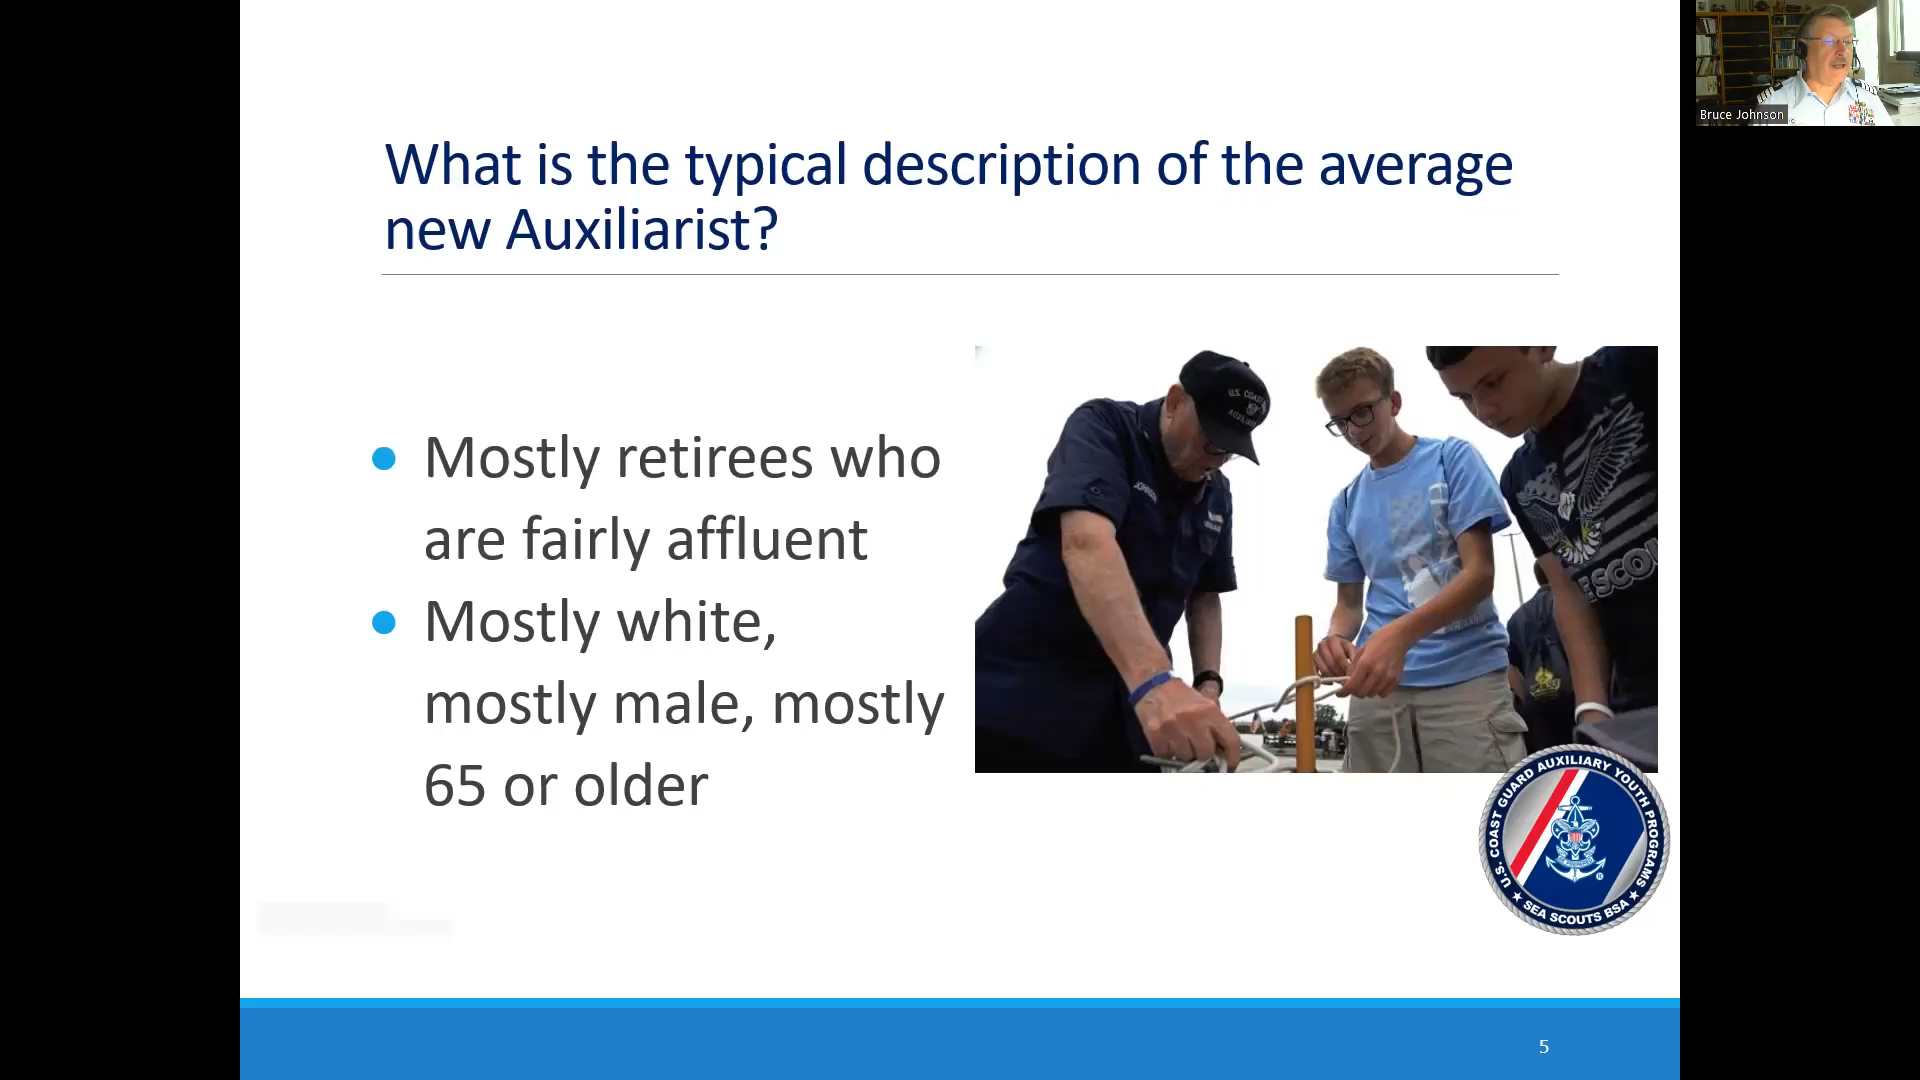 Bruce Johnson
What is the typical description of the average
new Auxiliarist?
Mostly retirees who
are fairly affluent
Mostly white,
mostly male, mostly
65 or older
U.S. COAST
U.S. COAST GUARD AUXILIARY YOUTH PROGRAMS
SEA SCOUTS BSA
5